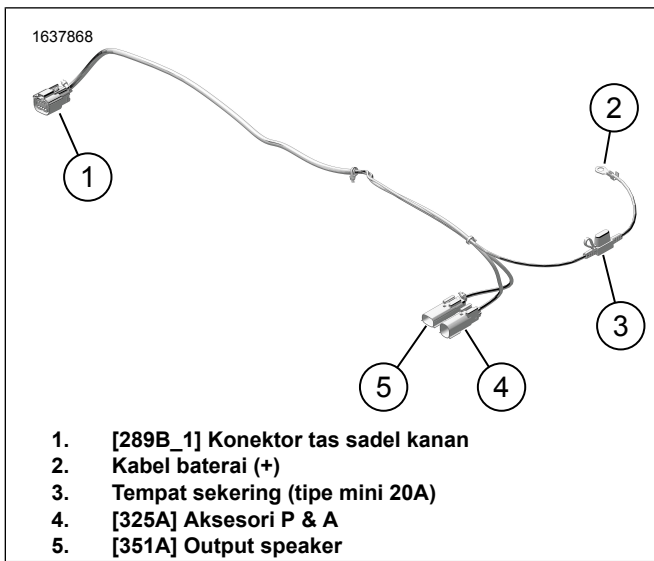 1637868
1
2
3
5
4
1. [289B_1] Konektor tas sadel kanan
2. Kabel baterai (+)
3. Tempat sekering (tipe mini 20A)
4. [325A] Aksesori P & A
5. [351A] Output speaker